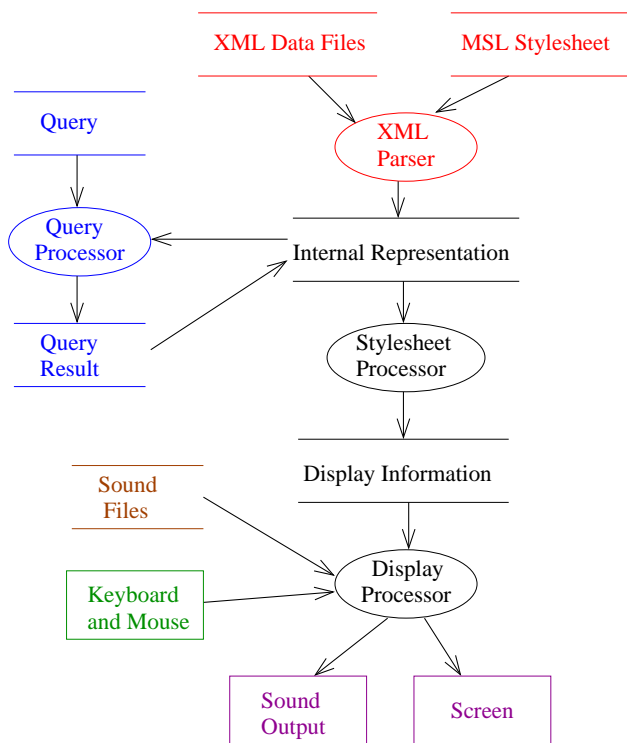 XML Data Files
MSL Stylesheet
Query
XML
Parser
Query
Processor
Internal Representation
Query
Result
Stylesheet
Processor
Display Information
Sound
Files
Display
Processor
Keyboard
and Mouse
Sound
Output
Screen